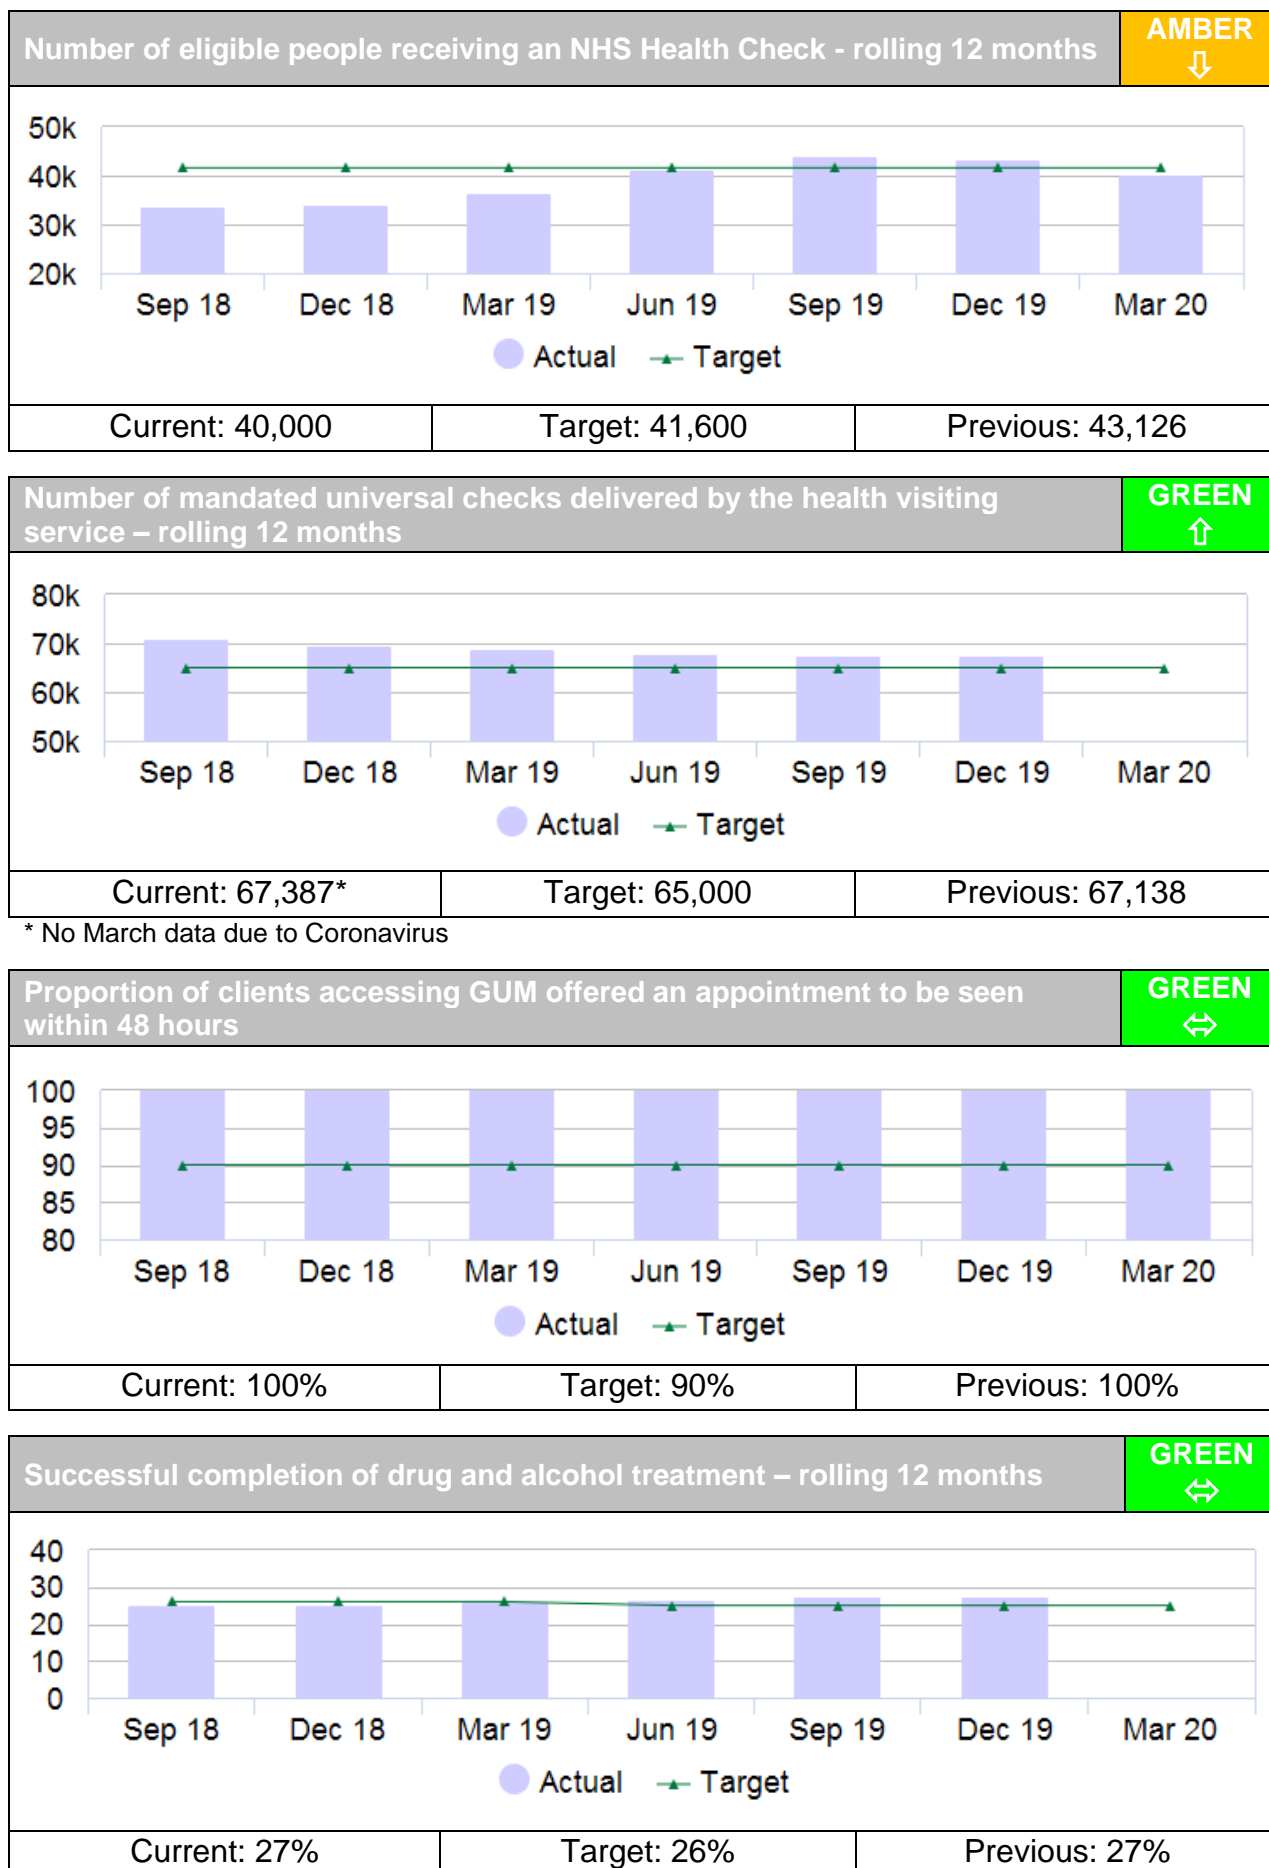 Number of eligible people receiving an NHS Health Check - rolling 12 months
AMBER
⇩
50k
40k
30k
20k
Sep 18 Dec 18 Mar 19 Jun 19 Sep 19 Dec 19 Mar 20
Actual Target
Current: 40,000 Target: 41,600 Previous: 43,126
Number of mandated universal checks delivered by the health visiting
service – rolling 12 months
GREEN
⇧
80k
70k
60k
50k
Sep 18 Dec 18 Mar 19 Jun 19 Sep 19 Dec 19 Mar 20
Actual Target
Current: 67,387* Target: 65,000 Previous: 67,138
* No March data due to Coronavirus
Proportion of clients accessing GUM offered an appointment to be seen
within 48 hours
GREEN
⬄
100
95
90
85
80
Sep 18 Dec 18 Mar 19 Jun 19 Sep 19 Dec 19 Mar 20
Actual Target
Current: 100% Target: 90% Previous: 100%
Successful completion of drug and alcohol treatment – rolling 12 months
GREEN
⬄
40
30
20
10
0
Sep 18 Dec 18 Mar 19 Jun 19 Sep 19 Dec 19 Mar 20
Actual Target
Current: 27% Target: 26% Previous: 27%